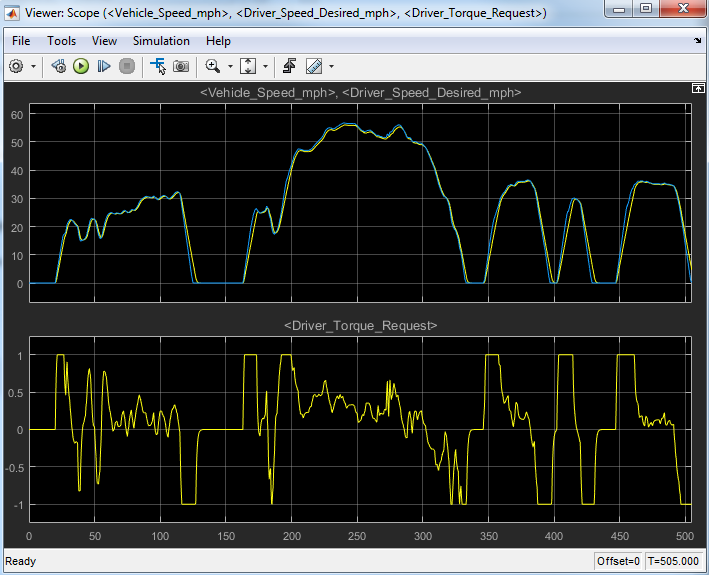 Viewer: Scope (<Vehicle_Speed_mph>, <Driver_Speed_Desired_mph>, <Driver_Torque_Request>)
File Tools View Simulation Help
<Vehicle_Speed_mph>, <Driver_Speed_Desired_mph>
60
50
40
30
20
10
0
<Driver_Torque_Request>
1
0.5
0
-0.5
-1
0 50 100 150 200 250 300 350 400 450 500
Ready Offset=0 T=505.000